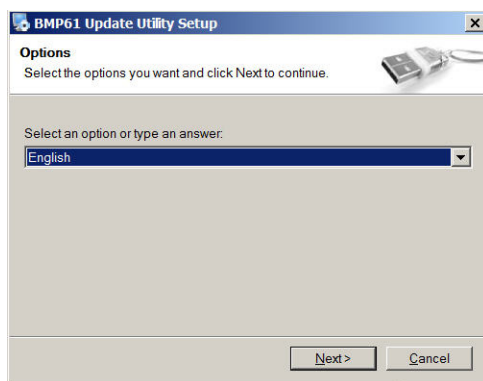 BMP61 Update Utility Setup
Options
Select the options you want and click Next to continue.
Select an option or type an answer:
English
Next >
Cancel